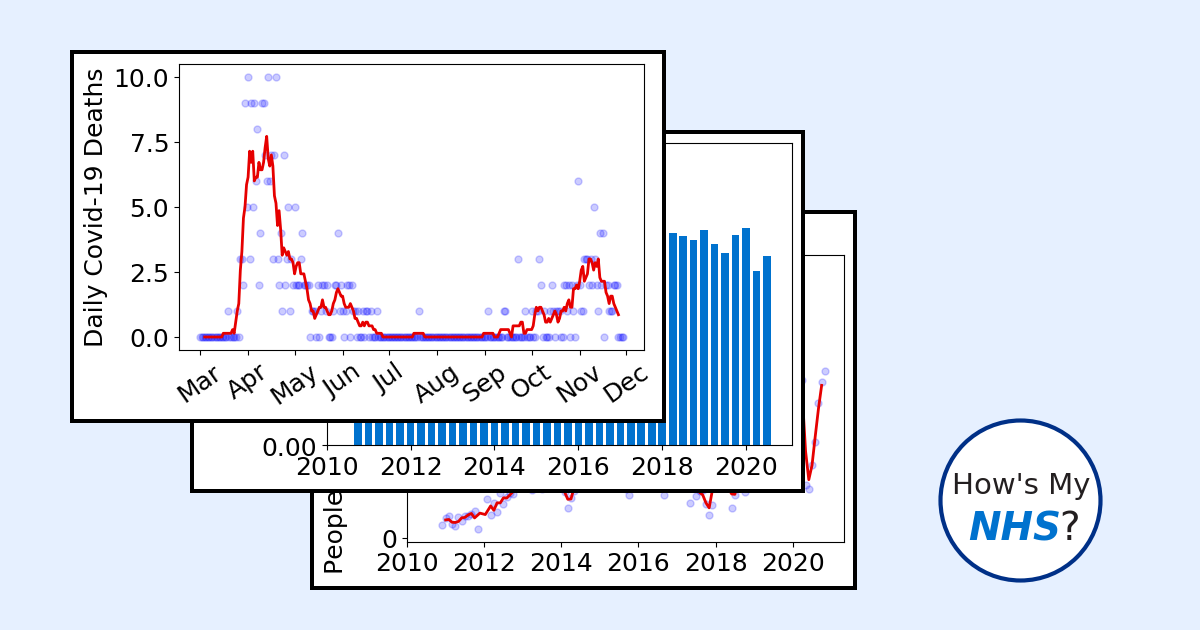 Daily Covid-19 Deaths
10.0
7.5
5.0
2.5
0.0
Mar Apr May Jun Jul Aug Sep Oct Nov Dec
0.00
2010 2012 2014 2016 2018 2020
People
0
2010 2012 2014 2016 2018 2020
How's My
NHS?